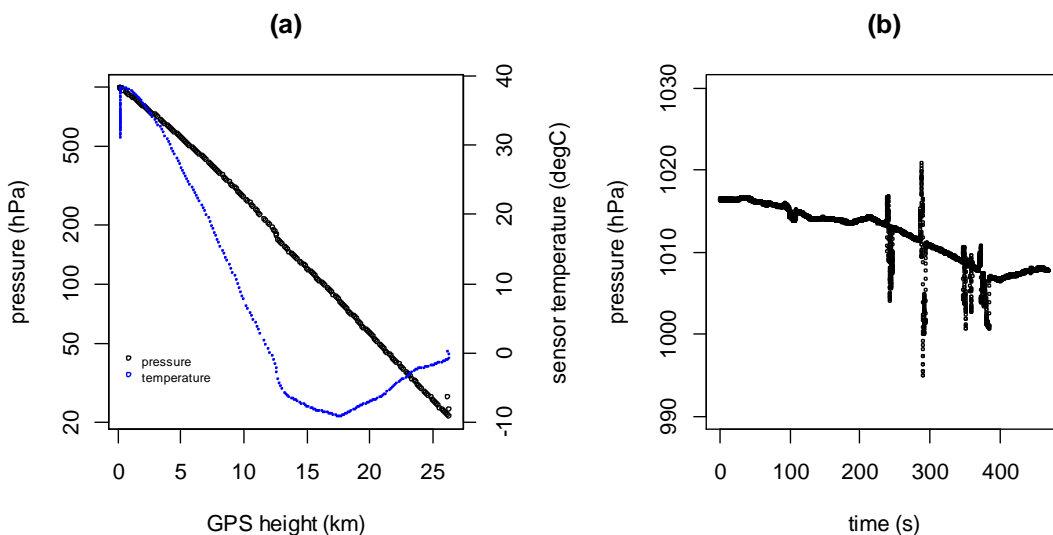 (a)
pressure (hPa)
500
200
100
50
20
40
30
20
10
0
-10
sensor temperature (degC)
pressure
temperature
0 5 10 15 20 25
GPS height (km)
(b)
pressure (hPa)
1030
1020
1010
1000
990
0 100 200 300 400
time (s)